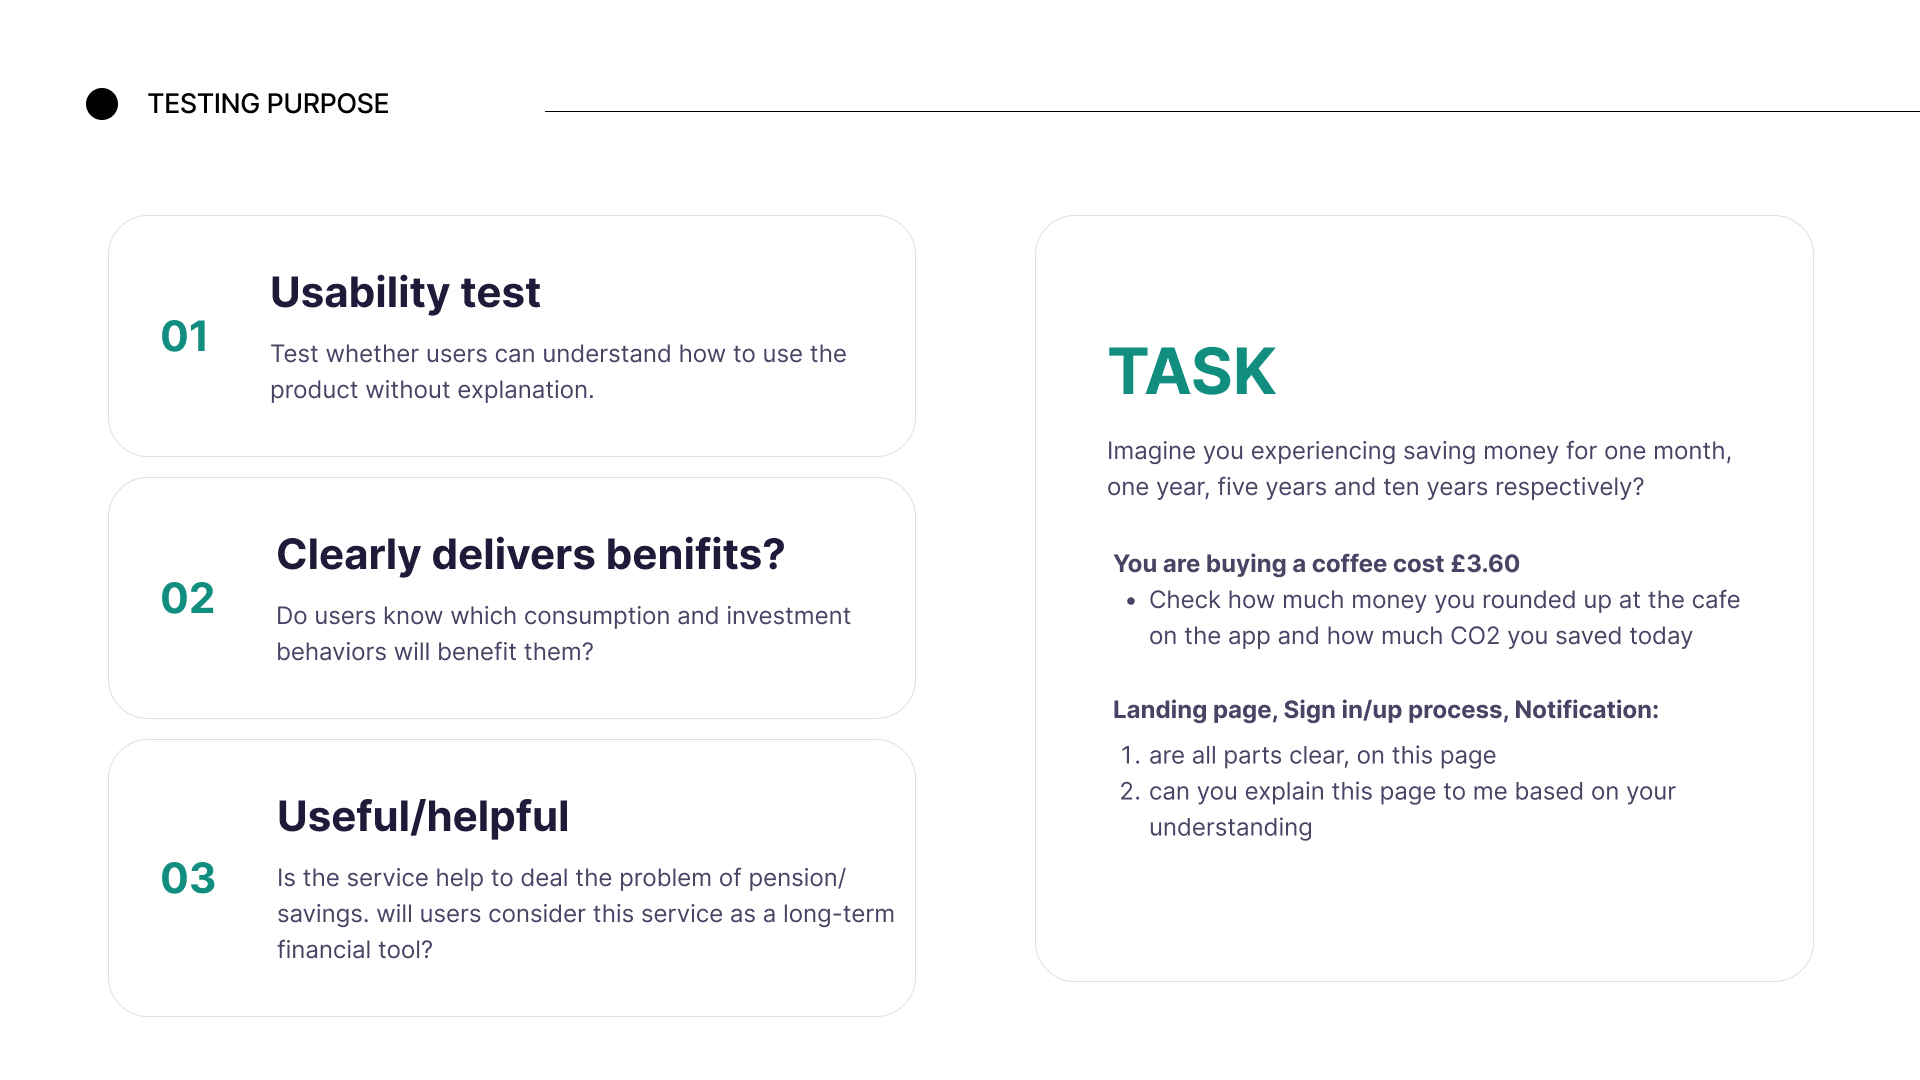 TESTING PURPOSE
01
Usability test
Test whether users can understand how to use the
product without explanation.
02
Clearly delivers benifits?
Do users know which consumption and investment
behaviors will benefit them?
03
Useful/helpful
Is the service help to deal the problem of pension/
savings. will users consider this service as a long-term
financial tool?
TASK
Imagine you experiencing saving money for one month,
one year, five years and ten years respectively?
You are buying a coffee cost £3.60
• Check how much money you rounded up at the cafe
on the app and how much CO2 you saved today
Landing page, Sign in/up process, Notification:
1. are all parts clear, on this page
2. can you explain this page to me based on your
understanding